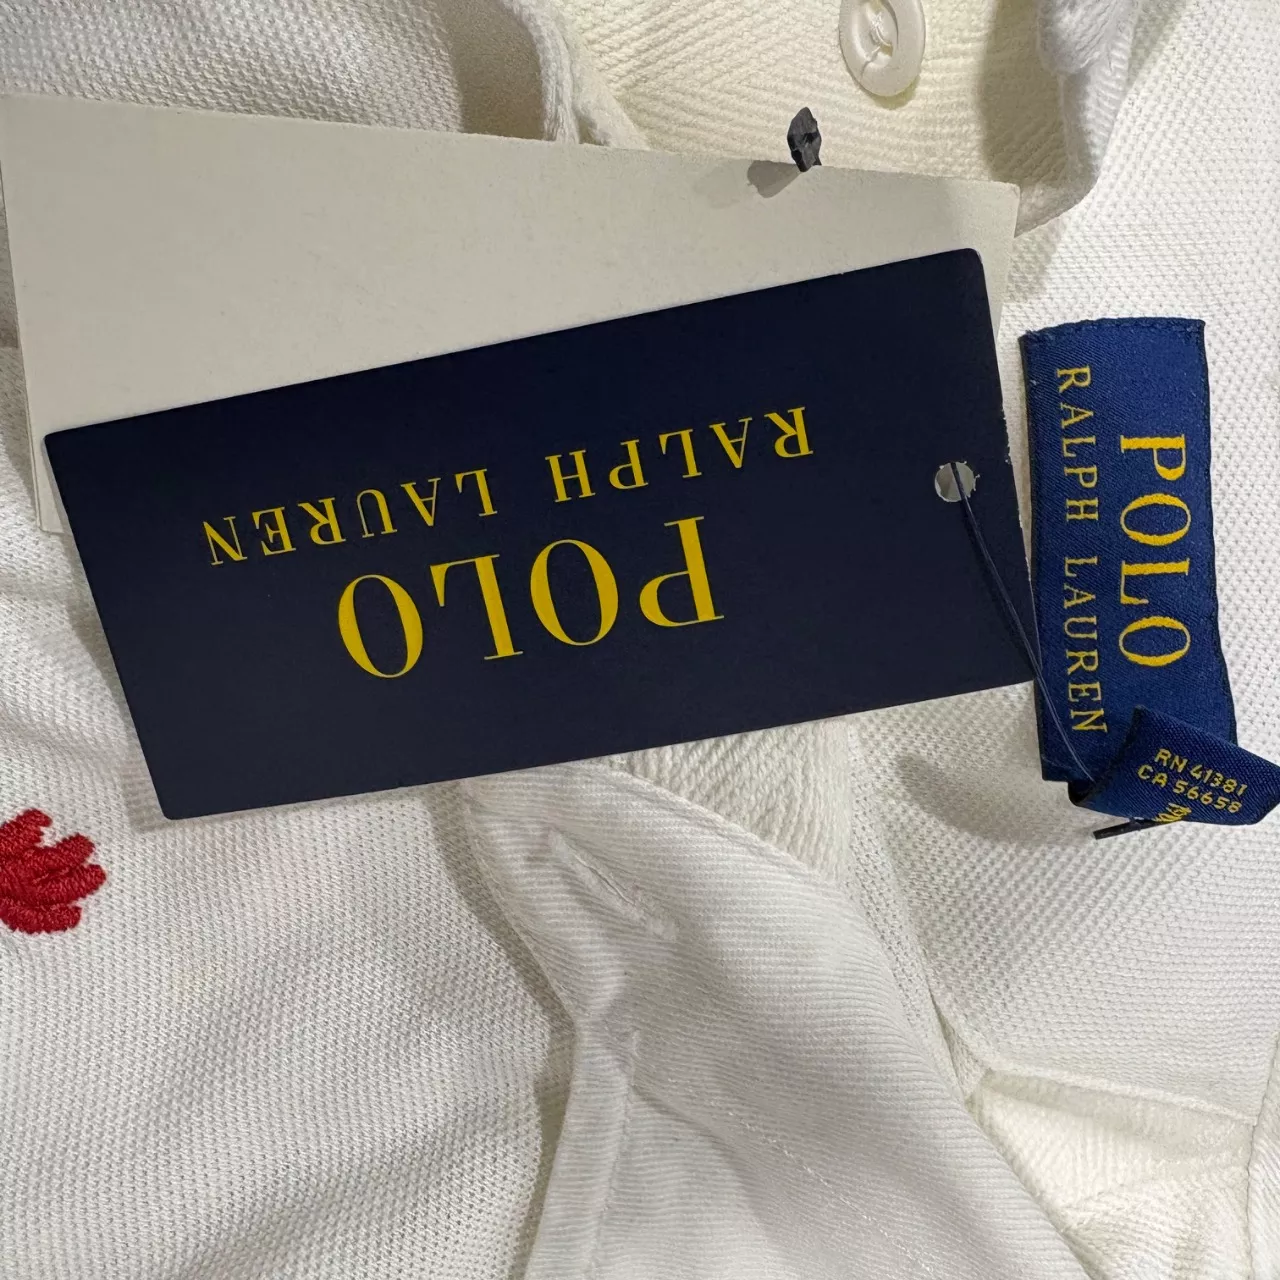 POLO
RALPH LAUREN
POLO
RALPH LAUREN
RN 41381
CA 56658